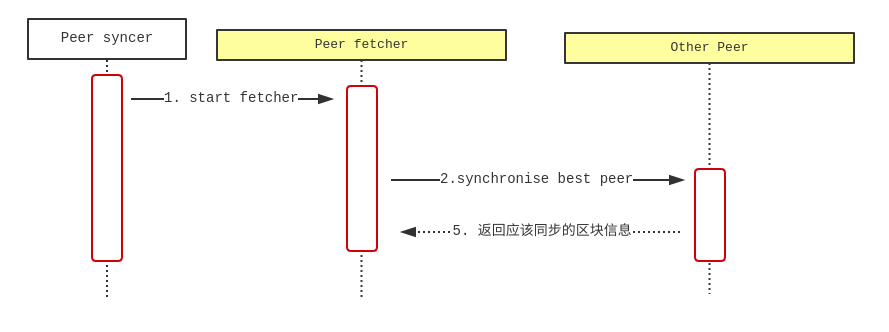 Peer syncer
Peer fetcher
Other Peer
1. start fetcher
2.synchronise best peer
5. 返回应该同步的区块信息